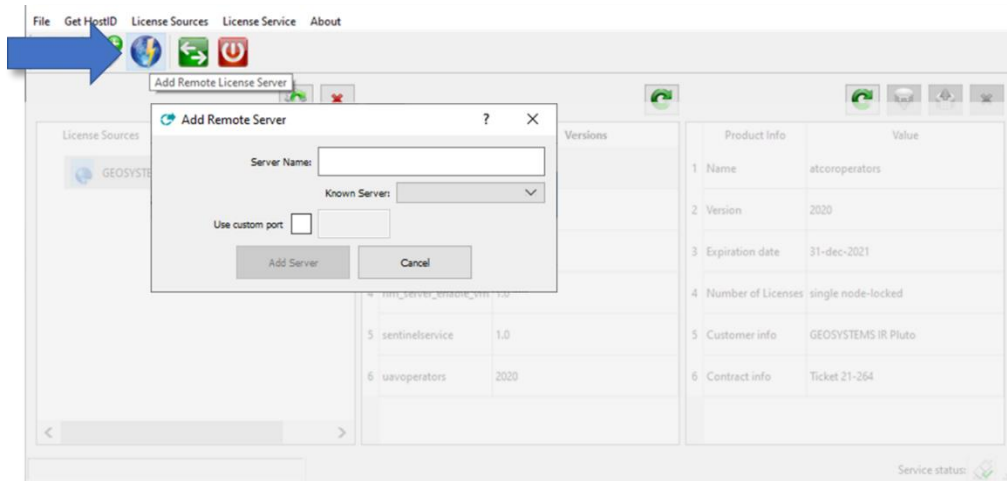 File Get HostID License Sources License Service About
Add Remote License Server
Add Remote Server ? ×
License Sources
Versions
Product Info Value
Server Name:
GEOSYSTE
1 Name atcoroperators
Known Server:
2 Version 2020
Use custom port
3 Expiration date 31-dec-2021
Add Server Cancel
1.0
4 Number of Licenses single node-locked
5 sentinelservice 1.0
5 Customer info GEOSYSTEMS IR Pluto
6 uavoperators 2020
6 Contract info Ticket 21-264
Service status: